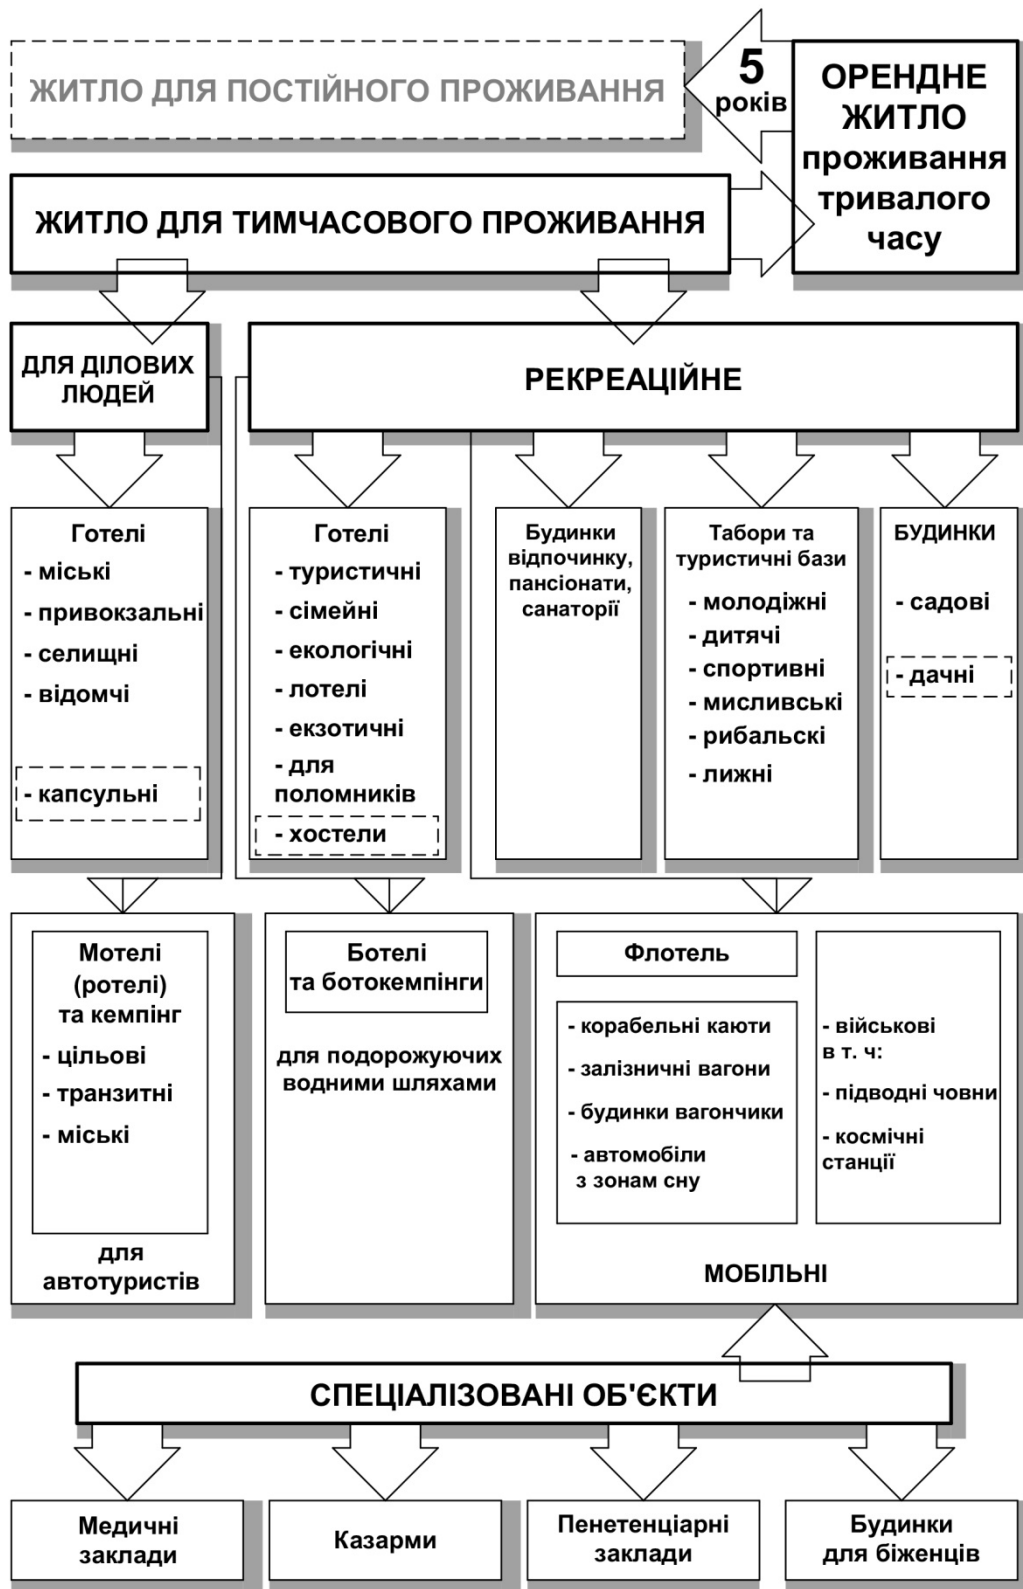 ЖИТЛО ДЛЯ ПОСТІЙНОГО ПРОЖИВАННЯ
5
років
ОРЕНДНЕ
ЖИТЛО
проживання
тривалого
часу
ЖИТЛО ДЛЯ ТИМЧАСОВОГО ПРОЖИВАННЯ
ДЛЯ ДІЛОВИХ
ЛЮДЕЙ
РЕКРЕАЦІЙНЕ
Готелі
- міські
- привокзальні
- селищні
- відомчі
- капсульні
Готелі
- туристичні
- сімейні
- екологічні
- лотелі
- екзотичні
- для
поломників
- хостели
Будинки
відпочинку,
пансіонати,
санаторії
Табори та
туристичні бази
- молодіжні
- дитячі
- спортивні
- мисливські
- рибальскі
- лижні
БУДИНКИ
- садові
- дачні
Мотелі
(ротелі)
та кемпінг
- цільові
- транзитні
- міські
для
автотуристів
Ботелі
та ботокемпінги
для подорожуючих
водними шляхами
Флотель
- корабельні каюти
- залізничні вагони
- будинки вагончики
- автомобіли
з зонам сну
- військові
в т. ч:
- підводні човни
- космічні
станції
МОБІЛЬНІ
СПЕЦІАЛІЗОВАНІ ОБ'ЄКТИ
Медичні
заклади
Казарми
Пенетенціарні
заклади
Будинки
для біженців